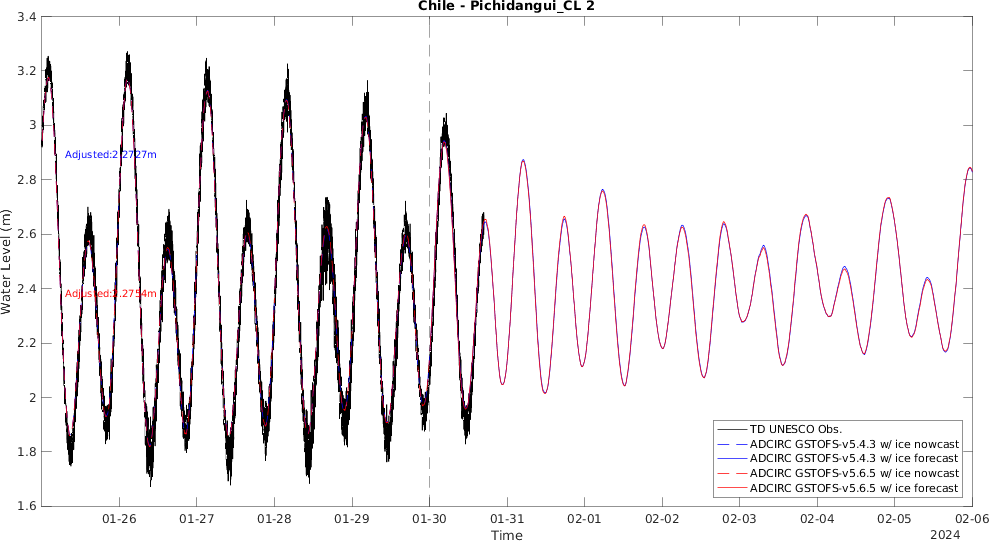 Chile - Pichidangui_CL 2
3.4
3.2
3
2.8
2.6
2.4
2.2
2
1.8
1.6
Water Level (m)
Adjusted:2.2727m
Adjusted:2.2754m
TD UNESCO Obs.
ADCIRC GSTOFS-v5.4.3 w/ ice nowcast
ADCIRC GSTOFS-v5.4.3 w/ ice forecast
ADCIRC GSTOFS-v5.6.5 w/ ice nowcast
ADCIRC GSTOFS-v5.6.5 w/ ice forecast
01-26 01-27 01-28 01-29 01-30 01-31 02-01 02-02 02-03 02-04 02-05 02-06
Time
2024